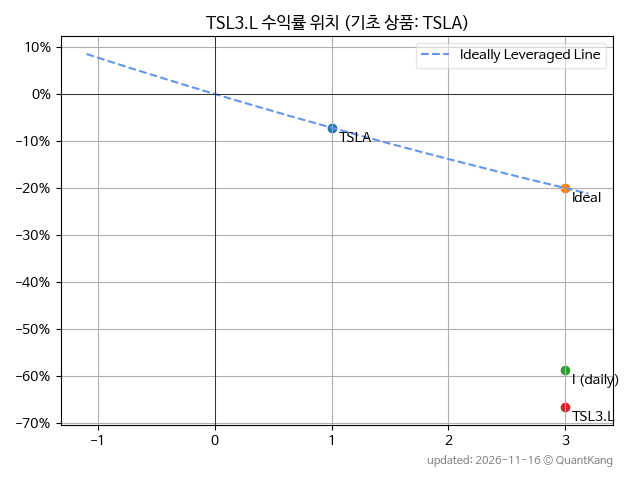 TSL3.L 수익률 위치 (기초 상품: TSLA)
10%
0%
−10%
−20%
−30%
−40%
−50%
−60%
−70%
Ideally Leveraged Line
TSLA
Ideal
I (daily)
TSL3.L
−1
0
1
2
3
updated: 2026-11-16 © QuantKang